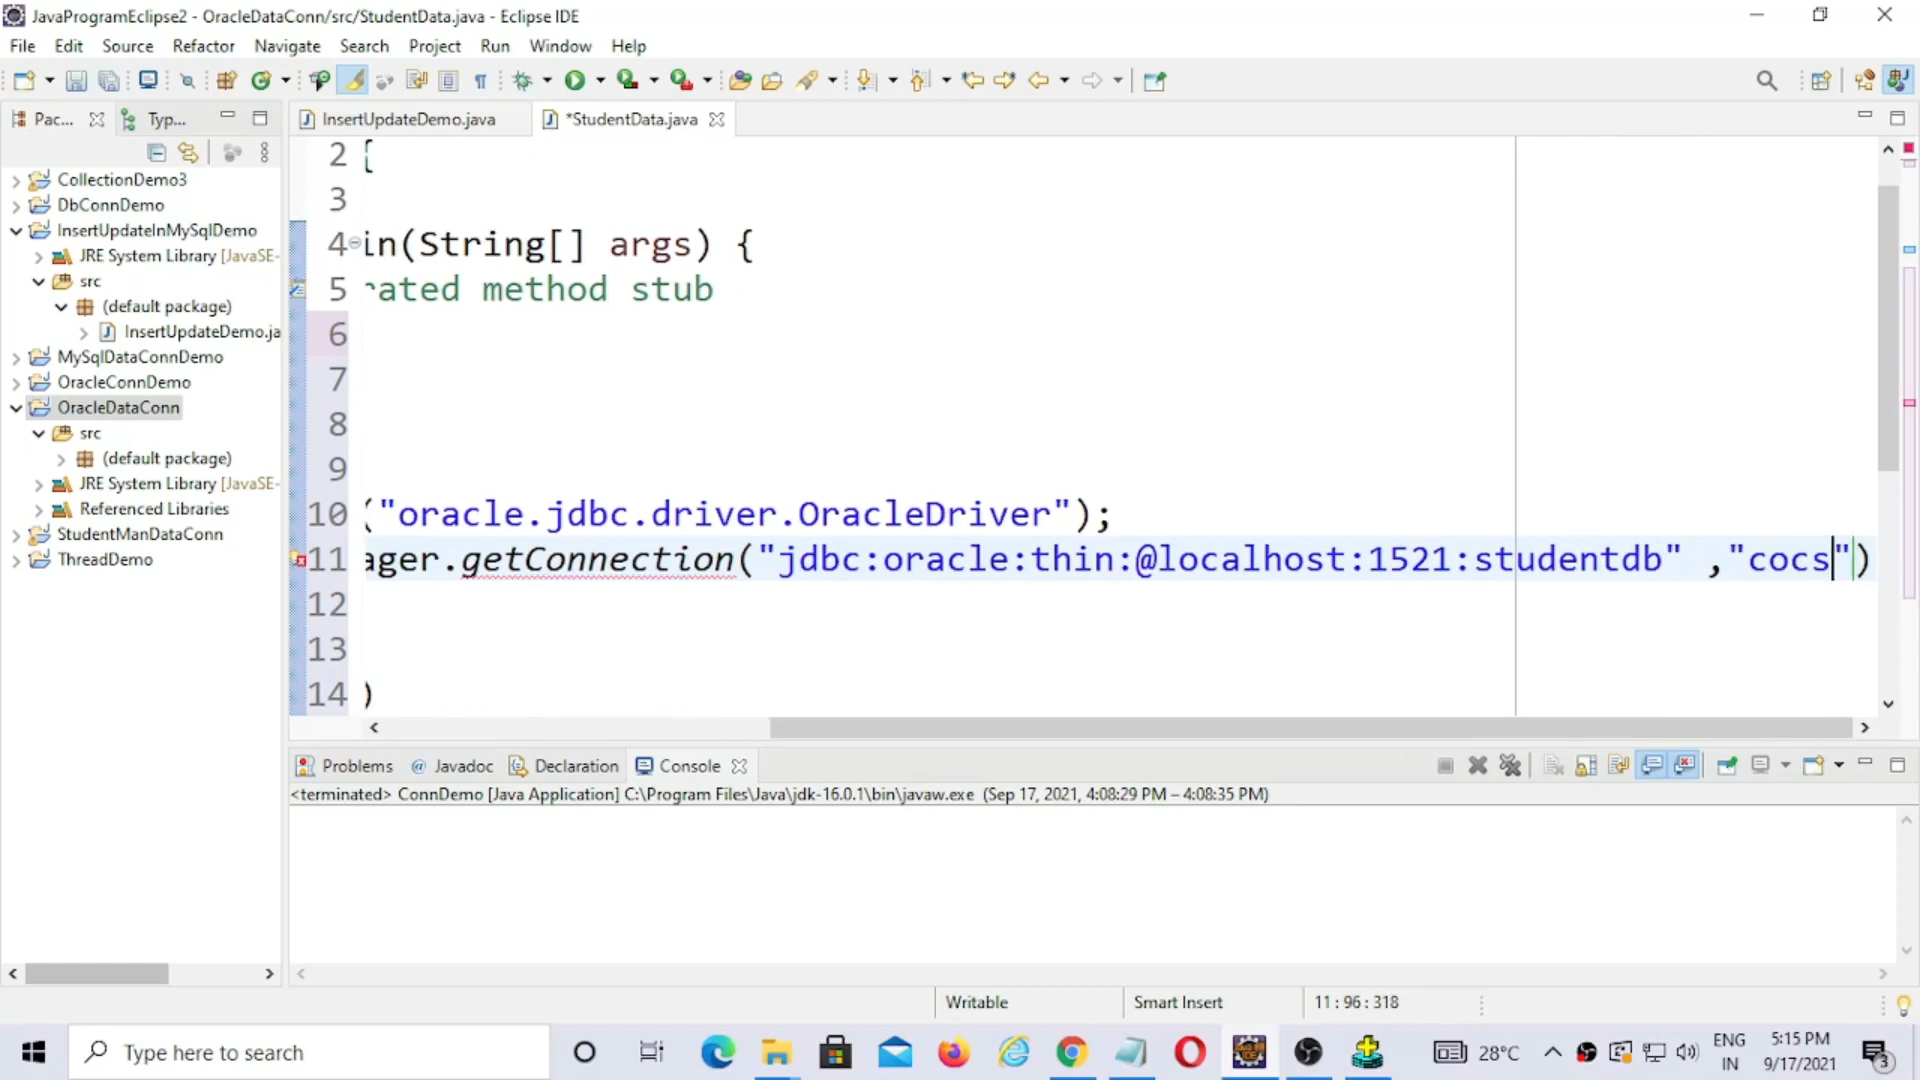 JavaProgramEclipse2 - OracleDataConn/src/StudentData.java - Eclipse IDE
File Edit Source Refactor Navigate Search Project Run Window Help
Pac... Typ...
InsertUpdateDemo.java *StudentData.java
CollectionDemo3
DbConnDemo
InsertUpdateInMySqlDemo
JRE System Library [JavaSE-
src
(default package)
InsertUpdateDemo.ja
MySqlDataConnDemo
OracleConnDemo
OracleDataConn
src
(default package)
JRE System Library [JavaSE-
Referenced Libraries
StudentManDataConn
ThreadDemo
2 {
3
4 in(String[] args) {
5 rated method stub
6
7
8
9
10 ("oracle.jdbc.driver.OracleDriver");
11 ager.getConnection("jdbc:oracle:thin:@localhost:1521:studentdb" ,"cocs")
12
13
14 )
Problems @ Javadoc Declaration Console
<terminated> ConnDemo [Java Application] C:\Program Files\Java\jdk-16.0.1\bin\javaw.exe (Sep 17, 2021, 4:08:29 PM – 4:08:35 PM)
Writable Smart Insert 11 : 96 : 318
Type here to search
28°C
ENG
IN
5:15 PM
9/17/2021
3